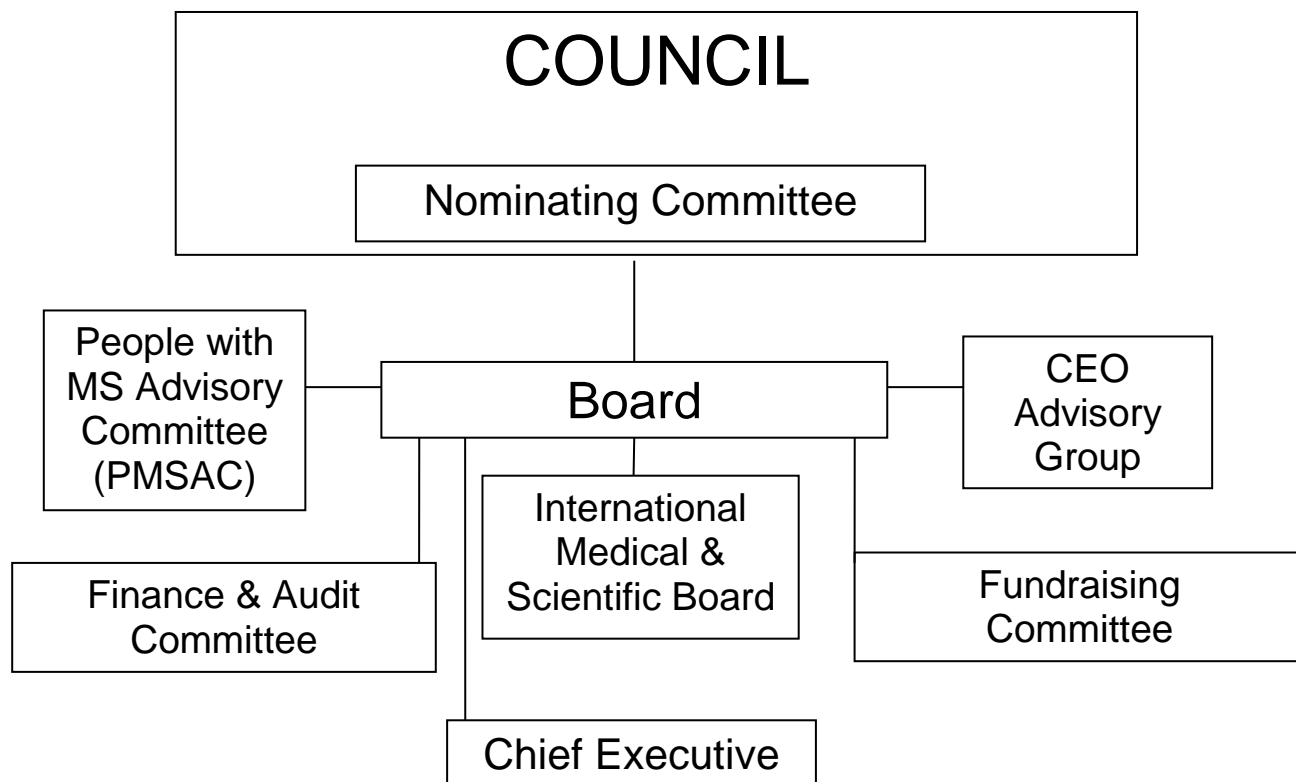 COUNCIL
Nominating Committee
People with
MS Advisory
Committee
(PMSAC)
Board
CEO
Advisory
Group
International
Medical &
Scientific Board
Finance & Audit
Committee
Fundraising
Committee
Chief Executive